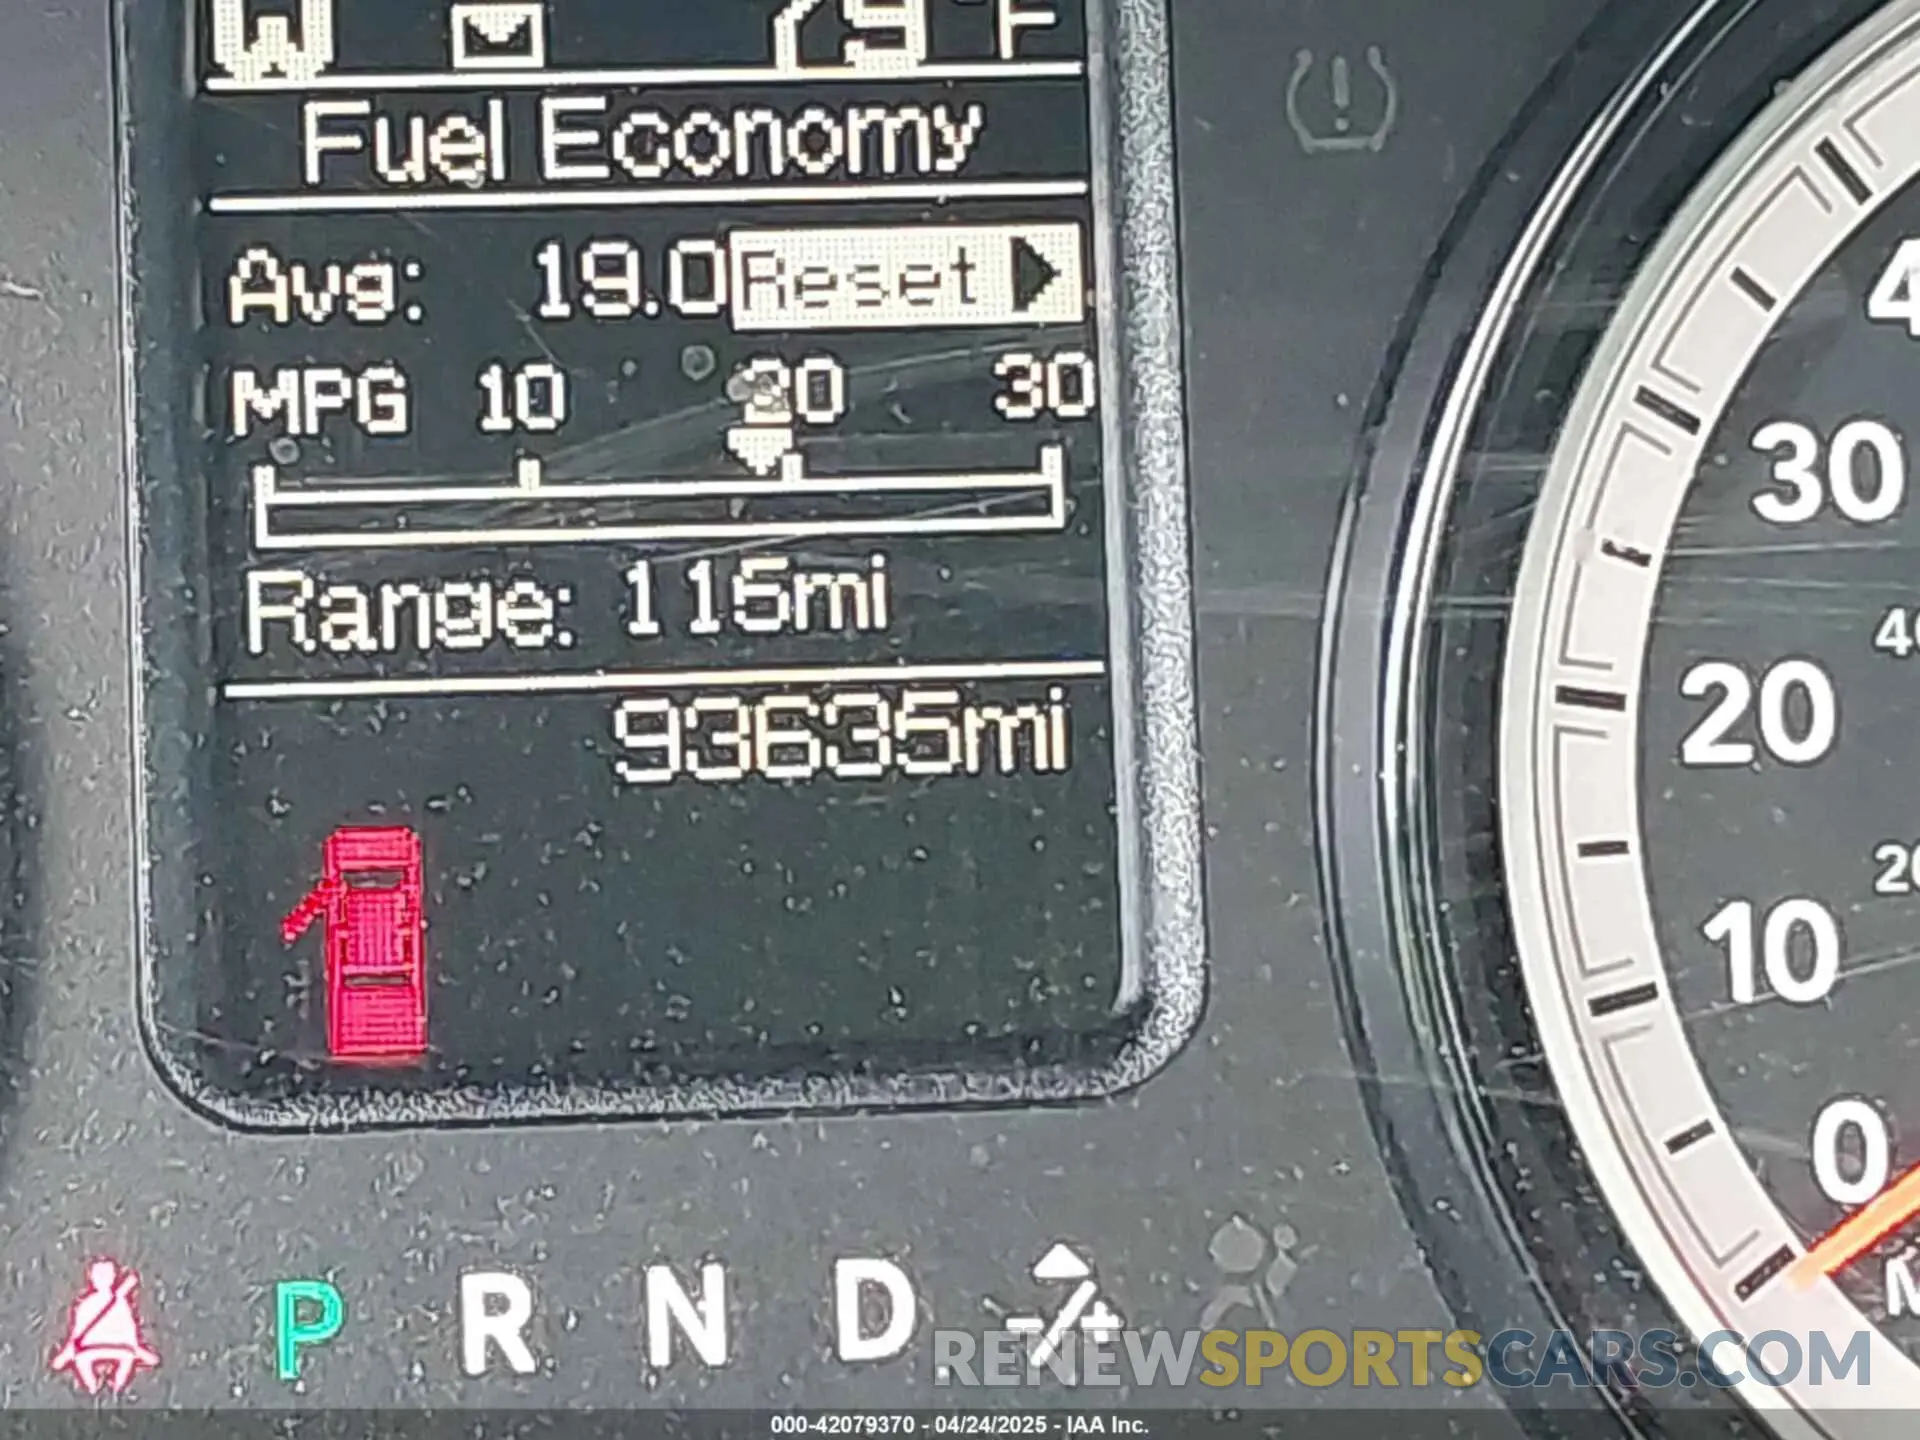 W 79°F
Fuel Economy
Avg: 19.0 Reset
MPG 10 20 30
Range: 115mi
93635mi
P R N D -/+
30
20
10
0
20
RENEWSPORTSCARS.COM
000-42079370 - 04/24/2025 - IAA Inc.